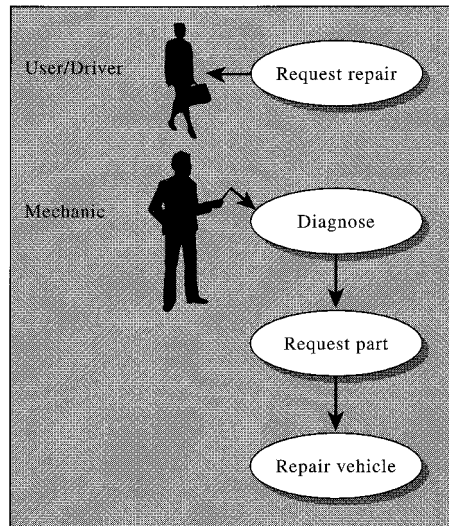 User/Driver
Request repair
Mechanic
Diagnose
Request part
Repair vehicle